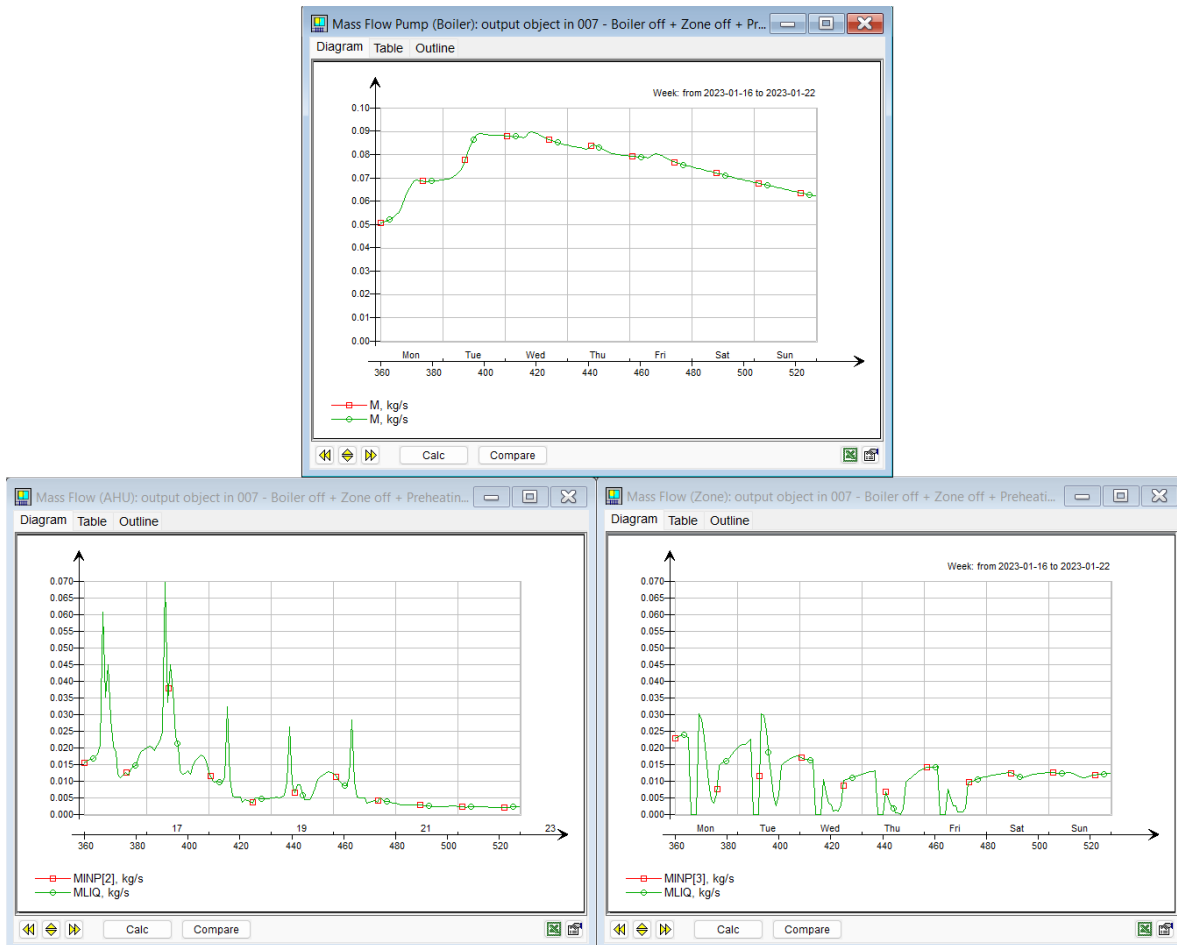 Mass Flow Pump (Boiler): output object in 007 - Boiler off + Zone off + Pr...
Diagram Table Outline
Week: from 2023-01-16 to 2023-01-22
0.10
0.09
0.08
0.07
0.06
0.05
0.04
0.03
0.02
0.01
0.00
Mon Tue Wed Thu Fri Sat Sun
360 380 400 420 440 460 480 500 520
M, kg/s
M, kg/s
Calc Compare
Mass Flow (AHU): output object in 007 - Boiler off + Zone off + Preheating...
Diagram Table Outline
0.070
0.065
0.060
0.055
0.050
0.045
0.040
0.035
0.030
0.025
0.020
0.015
0.010
0.005
0.000
17 19 21 23
360 380 400 420 440 460 480 500 520
MINP[2], kg/s
MLIQ, kg/s
Calc Compare
Mass Flow (Zone): output object in 007 - Boiler off + Zone off + Preheati...
Diagram Table Outline
Week: from 2023-01-16 to 2023-01-22
0.070
0.065
0.060
0.055
0.050
0.045
0.040
0.035
0.030
0.025
0.020
0.015
0.010
0.005
0.000
Mon Tue Wed Thu Fri Sat Sun
360 380 400 420 440 460 480 500 520
MINP[3], kg/s
MLIQ, kg/s
Calc Compare